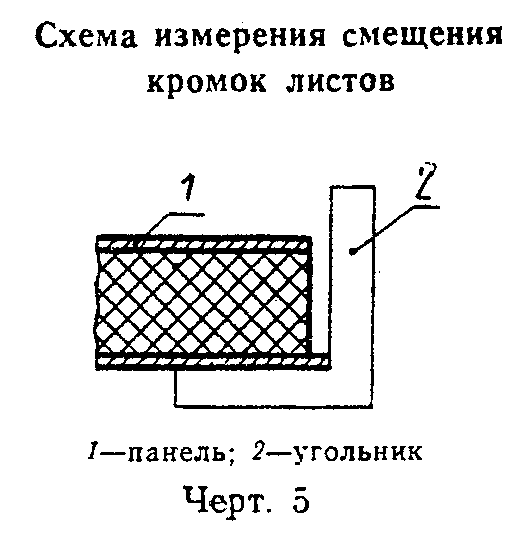 Схема измерения смещения
кромок листов
1
2
1—панель; 2—угольник
Черт. 5